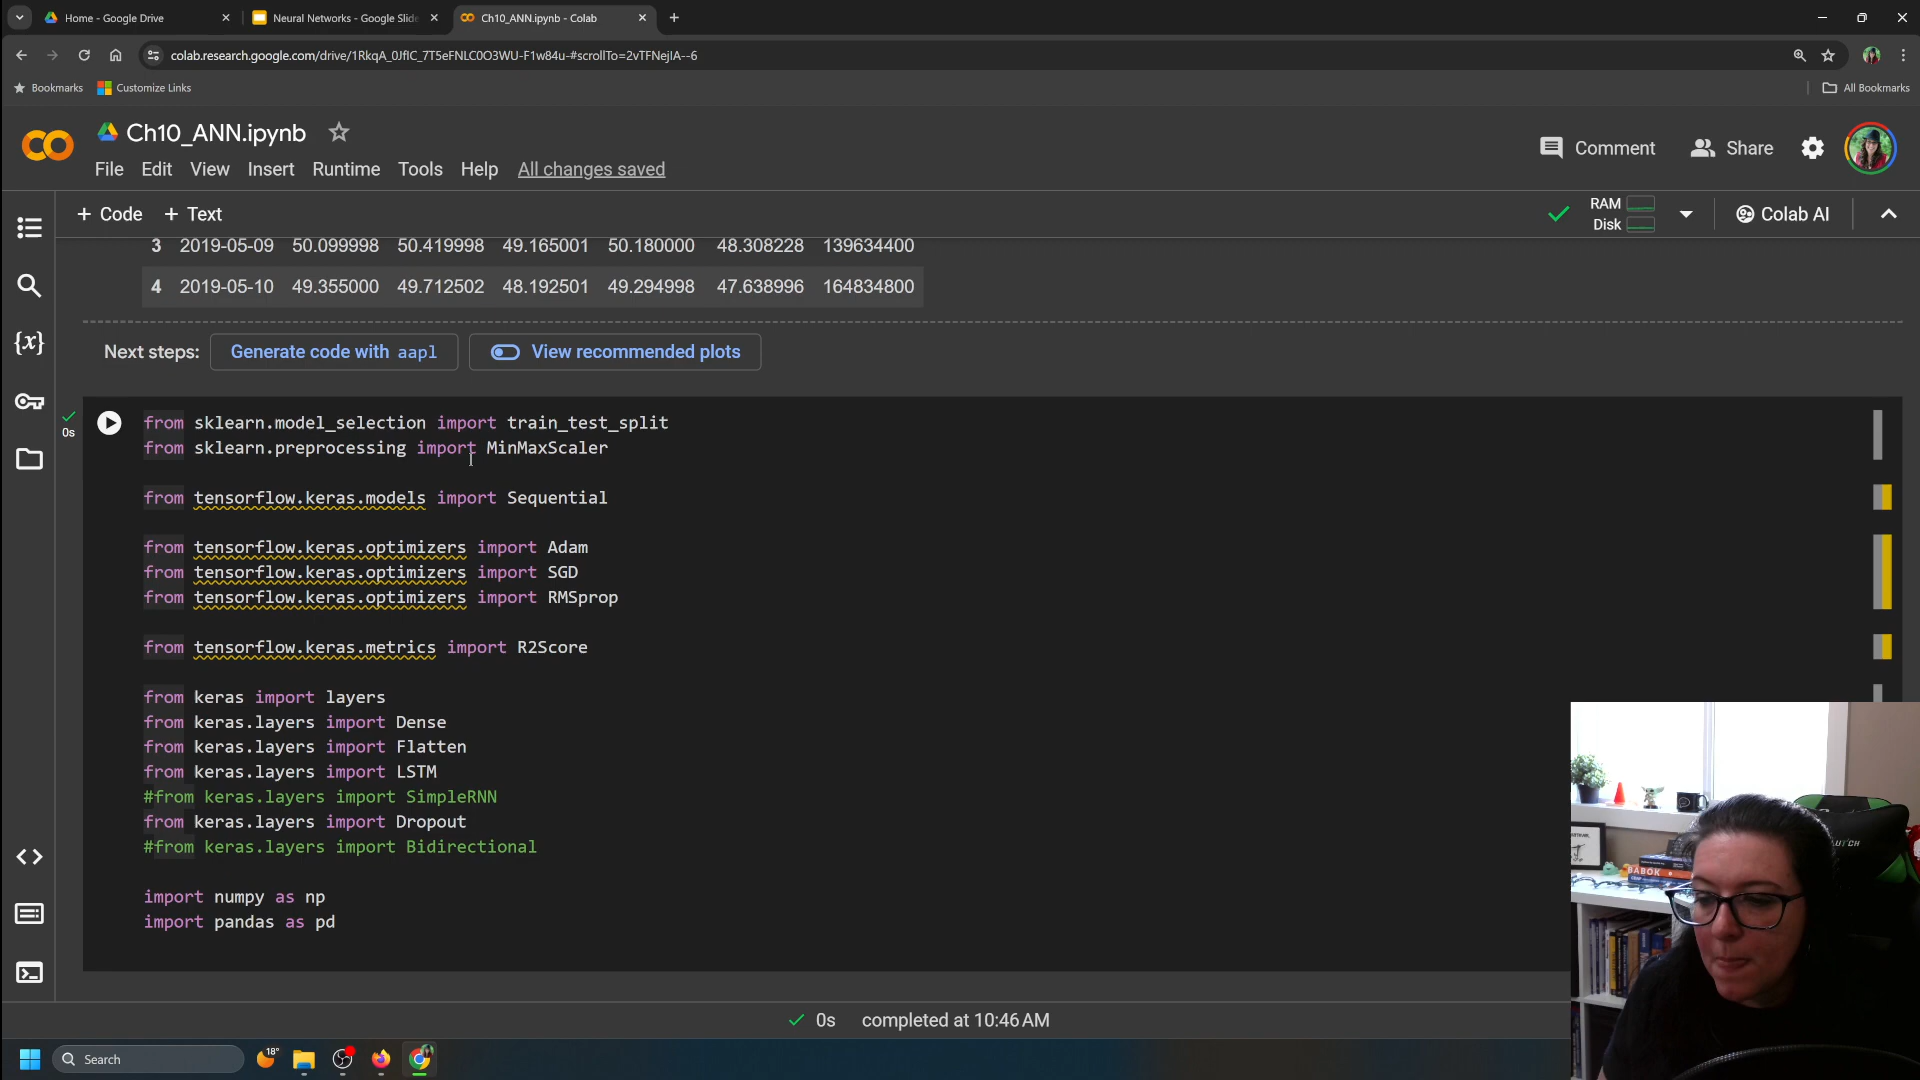 Home - Google Drive
Neural Networks - Google Slide
Ch10_ANN.ipynb - Colab
colab.research.google.com/drive/1RkqA_0JflC_7T5eFNLC0O3WU-F1w84u-#scrollTo=2vTFNejIA--6
Bookmarks
Customize Links
All Bookmarks
Ch10_ANN.ipynb
Comment
Share
File Edit View Insert Runtime Tools Help All changes saved
+ Code + Text
RAM
Disk
Colab AI
3 2019-05-09 50.099998 50.419998 49.165001 50.180000 48.308228 139634400
4 2019-05-10 49.355000 49.712502 48.192501 49.294998 47.638996 164834800
Next steps: Generate code with aapl View recommended plots
0s
from sklearn.model_selection import train_test_split
from sklearn.preprocessing import MinMaxScaler
from tensorflow.keras.models import Sequential
from tensorflow.keras.optimizers import Adam
from tensorflow.keras.optimizers import SGD
from tensorflow.keras.optimizers import RMSprop
from tensorflow.keras.metrics import R2Score
from keras import layers
from keras.layers import Dense
from keras.layers import Flatten
from keras.layers import LSTM
#from keras.layers import SimpleRNN
from keras.layers import Dropout
#from keras.layers import Bidirectional
import numpy as np
import pandas as pd
{x}
0s completed at 10:46 AM
Search
18°
BABOK